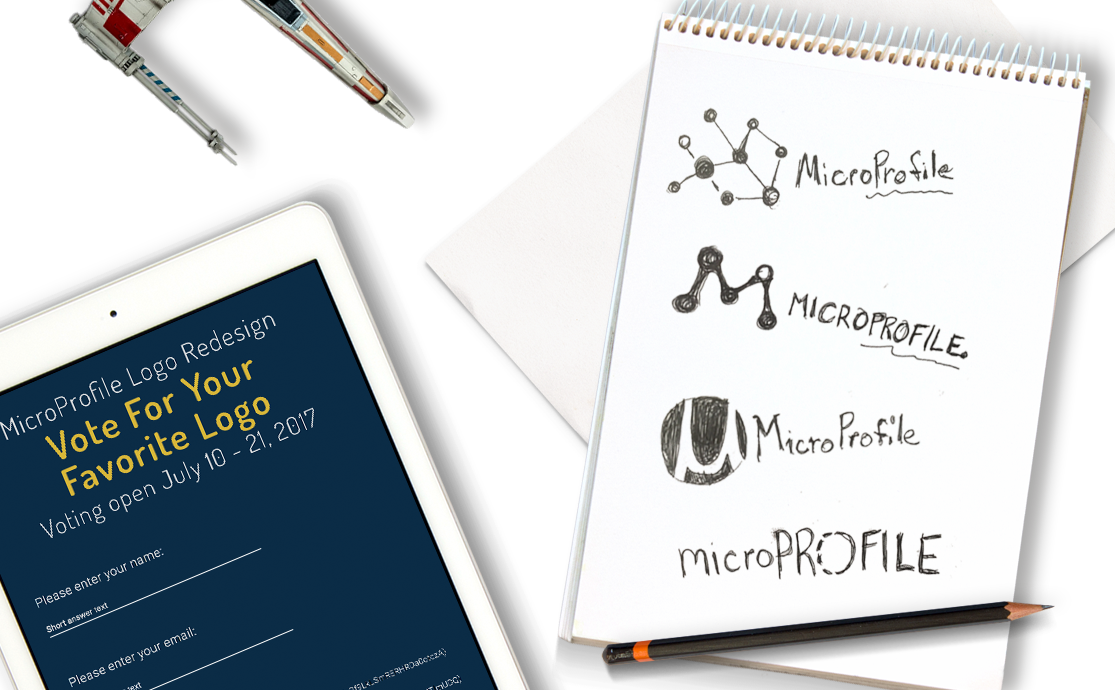 MicroProfile Logo Redesign
Vote For Your
Favorite Logo
Voting open July 10 - 21, 2017
Please enter your name:
Short answer text
Please enter your email:
MicroProfile
MICROPROFILE.
MicroProfile
microPROFILE